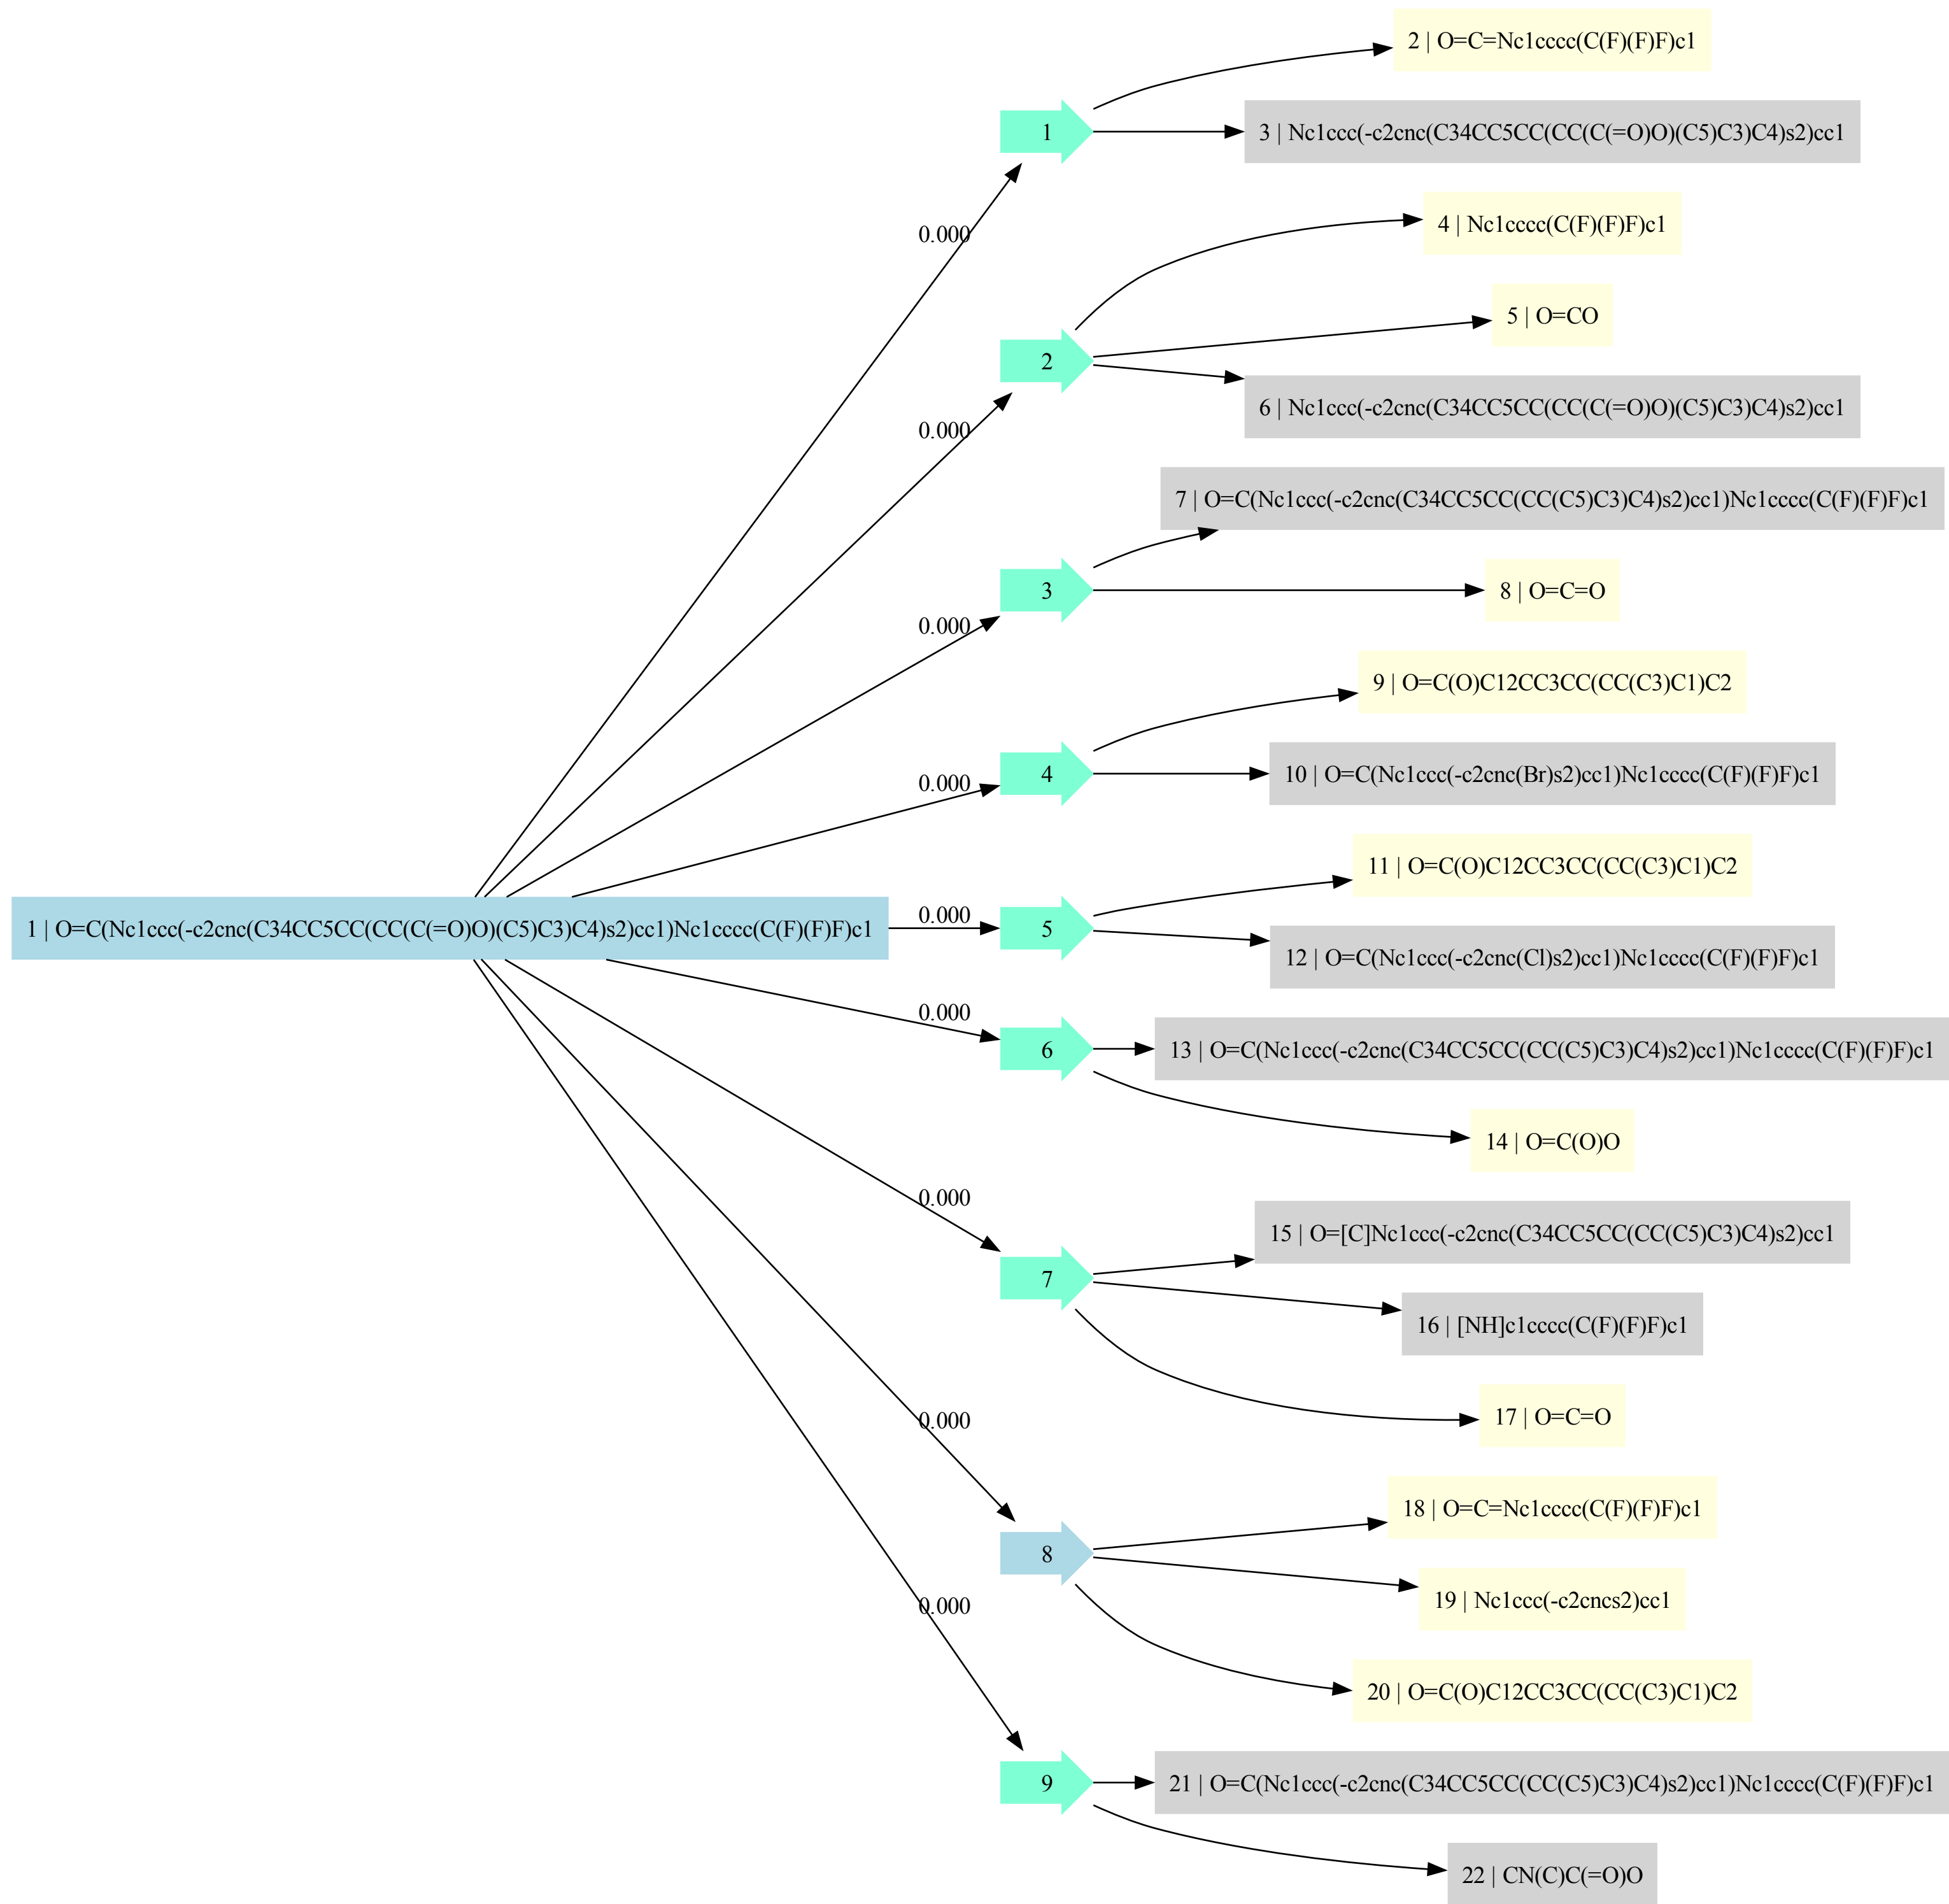 2 | O=C=Nc1cccc(C(F)(F)F)c1
1
3 | Nc1ccc(-c2cnc(C34CC5CC(CC(C(=O)O)(C5)C3)C4)s2)cc1
0.000
4 | Nc1cccc(C(F)(F)F)c1
5 | O=CO
2
6 | Nc1ccc(-c2cnc(C34CC5CC(CC(C(=O)O)(C5)C3)C4)s2)cc1
0.000
7 | O=C(Nc1ccc(-c2cnc(C34CC5CC(CC(C5)C3)C4)s2)cc1)Nc1cccc(C(F)(F)F)c1
3
8 | O=C=O
0.000
9 | O=C(O)C12CC3CC(CC(C3)C1)C2
0.000
4
10 | O=C(Nc1ccc(-c2cnc(Br)s2)cc1)Nc1cccc(C(F)(F)F)c1
11 | O=C(O)C12CC3CC(CC(C3)C1)C2
1 | O=C(Nc1ccc(-c2cnc(C34CC5CC(CC(C(=O)O)(C5)C3)C4)s2)cc1)Nc1cccc(C(F)(F)F)c1
0.000
5
12 | O=C(Nc1ccc(-c2cnc(Cl)s2)cc1)Nc1cccc(C(F)(F)F)c1
0.000
6
13 | O=C(Nc1ccc(-c2cnc(C34CC5CC(CC(C5)C3)C4)s2)cc1)Nc1cccc(C(F)(F)F)c1
14 | O=C(O)O
0.000
15 | O=[C]Nc1ccc(-c2cnc(C34CC5CC(CC(C5)C3)C4)s2)cc1
7
16 | [NH]c1cccc(C(F)(F)F)c1
17 | O=C=O
0.000
18 | O=C=Nc1cccc(C(F)(F)F)c1
8
19 | Nc1ccc(-c2cncs2)cc1
0.000
20 | O=C(O)C12CC3CC(CC(C3)C1)C2
9
21 | O=C(Nc1ccc(-c2cnc(C34CC5CC(CC(C5)C3)C4)s2)cc1)Nc1cccc(C(F)(F)F)c1
22 | CN(C)C(=O)O